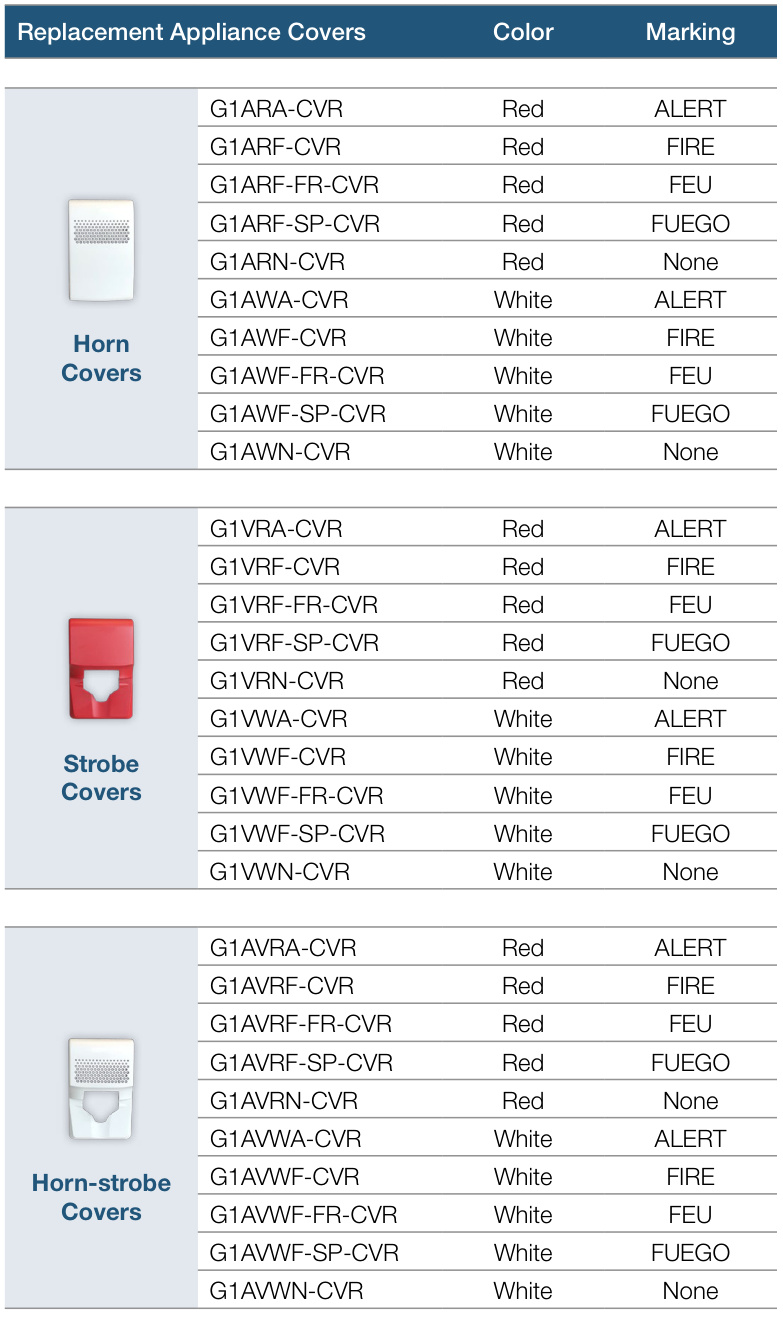 Replacement Appliance Covers Color Marking
G1ARA-CVR Red ALERT
G1ARF-CVR Red FIRE
G1ARF-FR-CVR Red FEU
G1ARF-SP-CVR Red FUEGO
G1ARN-CVR Red None
G1AWA-CVR White ALERT
G1AWF-CVR White FIRE
G1AWF-FR-CVR White FEU
G1AWF-SP-CVR White FUEGO
G1AWN-CVR White None
Horn
Covers
G1VRA-CVR Red ALERT
G1VRF-CVR Red FIRE
G1VRF-FR-CVR Red FEU
G1VRF-SP-CVR Red FUEGO
G1VRN-CVR Red None
G1VWA-CVR White ALERT
G1VWF-CVR White FIRE
G1VWF-FR-CVR White FEU
G1VWF-SP-CVR White FUEGO
G1VWN-CVR White None
Strobe
Covers
G1AVRA-CVR Red ALERT
G1AVRF-CVR Red FIRE
G1AVRF-FR-CVR Red FEU
G1AVRF-SP-CVR Red FUEGO
G1AVRN-CVR Red None
G1AVWA-CVR White ALERT
G1AVWF-CVR White FIRE
G1AVWF-FR-CVR White FEU
G1AVWF-SP-CVR White FUEGO
G1AVWN-CVR White None
Horn-strobe
Covers